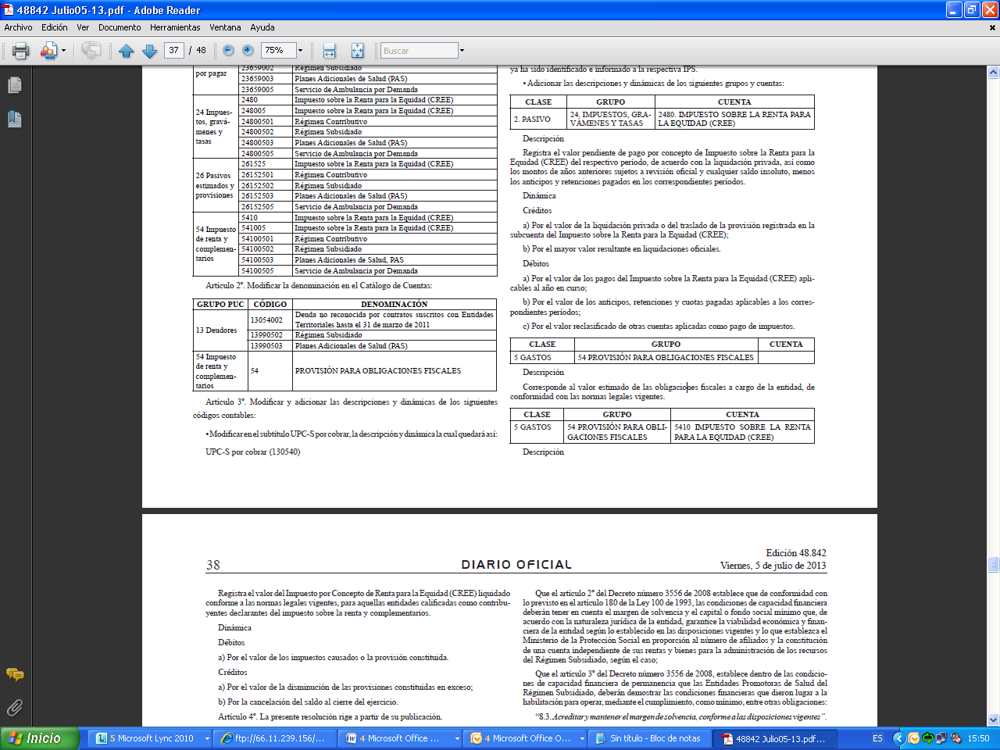 48842 Julio05-13.pdf - Adobe Reader
Archivo Edición Ver Documento Herramientas Ventana Ayuda
37 / 48 75% Buscar
por pagar
23659002 Régimen Subsidiado
23659003 Planes Adicionales de Salud (PAS)
23659005 Servicio de Ambulancia por Demanda
24 Impues-
tos, gravá-
menes y
tasas
2480 Impuesto sobre la Renta para la Equidad (CREE)
248005 Impuesto sobre la Renta para la Equidad (CREE)
24800501 Régimen Contributivo
24800502 Régimen Subsidiado
24800503 Planes Adicionales de Salud (PAS)
24800505 Servicio de Ambulancia por Demanda
26 Pasivos
estimados y
provisiones
261525 Impuesto sobre la Renta para la Equidad (CREE)
26152501 Régimen Contributivo
26152502 Régimen Subsidiado
26152503 Planes Adicionales de Salud (PAS)
26152505 Servicio de Ambulancia por Demanda
54 Impuesto
de renta y
complemen-
tarios
5410 Impuesto sobre la Renta para la Equidad (CREE)
541005 Impuesto sobre la Renta para la Equidad (CREE)
54100501 Régimen Contributivo
54100502 Régimen Subsidiado
54100503 Planes Adicionales de Salud, PAS
54100505 Servicio de Ambulancia por Demanda
Artículo 2°. Modificar la denominación en el Catálogo de Cuentas:
GRUPO PUC CÓDIGO DENOMINACIÓN
13 Deudores
13054002 Deuda no reconocida por contratos suscritos con Entidades
Territoriales hasta el 31 de marzo de 2011
13990502 Régimen Subsidiado
13990503 Planes Adicionales de Salud (PAS)
54 Impuesto
de renta y
complemen-
tarios
54 PROVISIÓN PARA OBLIGACIONES FISCALES
Artículo 3°. Modificar y adicionar las descripciones y dinámicas de los siguientes
códigos contables:
• Modificar en el subtítulo UPC-S por cobrar, la descripción y dinámica la cual quedará así:
UPC-S por cobrar (130540)
ya ha sido identificado e informado a la respectiva IPS.
• Adicionar las descripciones y dinámicas de los siguientes grupos y cuentas:
CLASE GRUPO CUENTA
2. PASIVO
24, IMPUESTOS, GRA-
VÁMENES Y TASAS
2480. IMPUESTO SOBRE LA RENTA PARA
LA EQUIDAD (CREE)
Descripción
Registra el valor pendiente de pago por concepto de Impuesto sobre la Renta para la
Equidad (CREE) del respectivo período, de acuerdo con la liquidación privada, así como
los montos de años anteriores sujetos a revisión oficial y cualquier saldo insoluto, menos
los anticipos y retenciones pagados en los correspondientes períodos.
Dinámica
Créditos
a) Por el valor de la liquidación privada o del traslado de la provisión registrada en la
subcuenta del Impuesto sobre la Renta para la Equidad (CREE);
b) Por el mayor valor resultante en liquidaciones oficiales.
Débitos
a) Por el valor de los pagos del Impuesto sobre la Renta para la Equidad (CREE) apli-
cables al año en curso;
b) Por el valor de los anticipos, retenciones y cuotas pagadas aplicables a los corres-
pondientes períodos;
c) Por el valor reclasificado de otras cuentas aplicadas como pago de impuestos.
CLASE GRUPO CUENTA
5 GASTOS 54 PROVISIÓN PARA OBLIGACIONES FISCALES
Descripción
Corresponde al valor estimado de las obligaciones fiscales a cargo de la entidad, de
conformidad con las normas legales vigentes.
CLASE GRUPO CUENTA
5 GASTOS
54 PROVISIÓN PARA OBLI-
GACIONES FISCALES
5410 IMPUESTO SOBRE LA RENTA
PARA LA EQUIDAD (CREE)
Descripción
38 DIARIO OFICIAL
Edición 48.842
Viernes, 5 de julio de 2013
Registra el valor del Impuesto por Concepto de Renta para la Equidad (CREE) liquidado
conforme a las normas legales vigentes, para aquellas entidades calificadas como contribu-
yentes declarantes del impuesto sobre la renta y complementarios.
Dinámica
Débitos
a) Por el valor de los impuestos causados o la provisión constituida.
Créditos
a) Por el valor de la disminución de las provisiones constituidas en exceso;
b) Por la cancelación del saldo al cierre del ejercicio.
Artículo 4°. La presente resolución rige a partir de su publicación.
Que el artículo 2° del Decreto número 3556 de 2008 establece que de conformidad con
lo previsto en el artículo 180 de la Ley 100 de 1993, las condiciones de capacidad financiera
deberán tener en cuenta el margen de solvencia y el capital o fondo social mínimo que, de
acuerdo con la naturaleza jurídica de la entidad, garantice la viabilidad económica y finan-
ciera de la entidad según lo establecido en las disposiciones vigentes y lo que establezca el
Ministerio de la Protección Social en proporción al número de afiliados y la constitución
de una cuenta independiente de sus rentas y bienes para la administración de los recursos
del Régimen Subsidiado, según el caso;
Que el artículo 3° del Decreto número 3556 de 2008, establece dentro de las condicio-
nes de capacidad financiera de permanencia que las Entidades Promotoras de Salud del
Régimen Subsidiado, deberán demostrar las condiciones financieras que dieron lugar a la
habilitación para operar, mediante el cumplimiento, como mínimo, entre otras obligaciones:
“8.3. Acreditar y mantener el margen de solvencia, conforme a las disposiciones vigentes”.
Inicio 5 Microsoft Lync 2010 ftp://66.11.239.156/... 4 Microsoft Office ... 4 Microsoft Office O... Sin título - Bloc de notas 48842 Julio05-13.pdf... ES 15:50